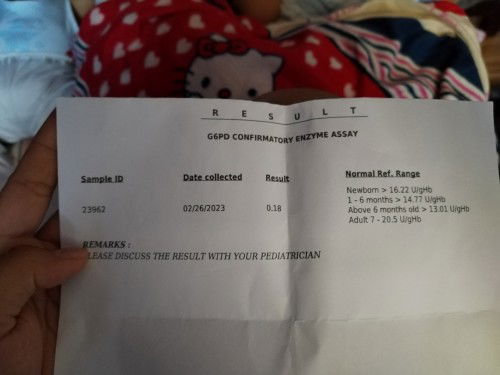 R E S U L T
G6PD CONFIRMATORY ENZYME ASSAY
Sample ID Date collected Result Normal Ref. Range
Newborn > 16.22 U/gHb
1 - 6 months > 14.77 U/gHb
23962 02/26/2023 0.18 Above 6 months old > 13.01 U/gHb
Adult 7 - 20.5 U/gHb
REMARKS :
LEASE DISCUSS THE RESULT WITH YOUR PEDIATRICIAN